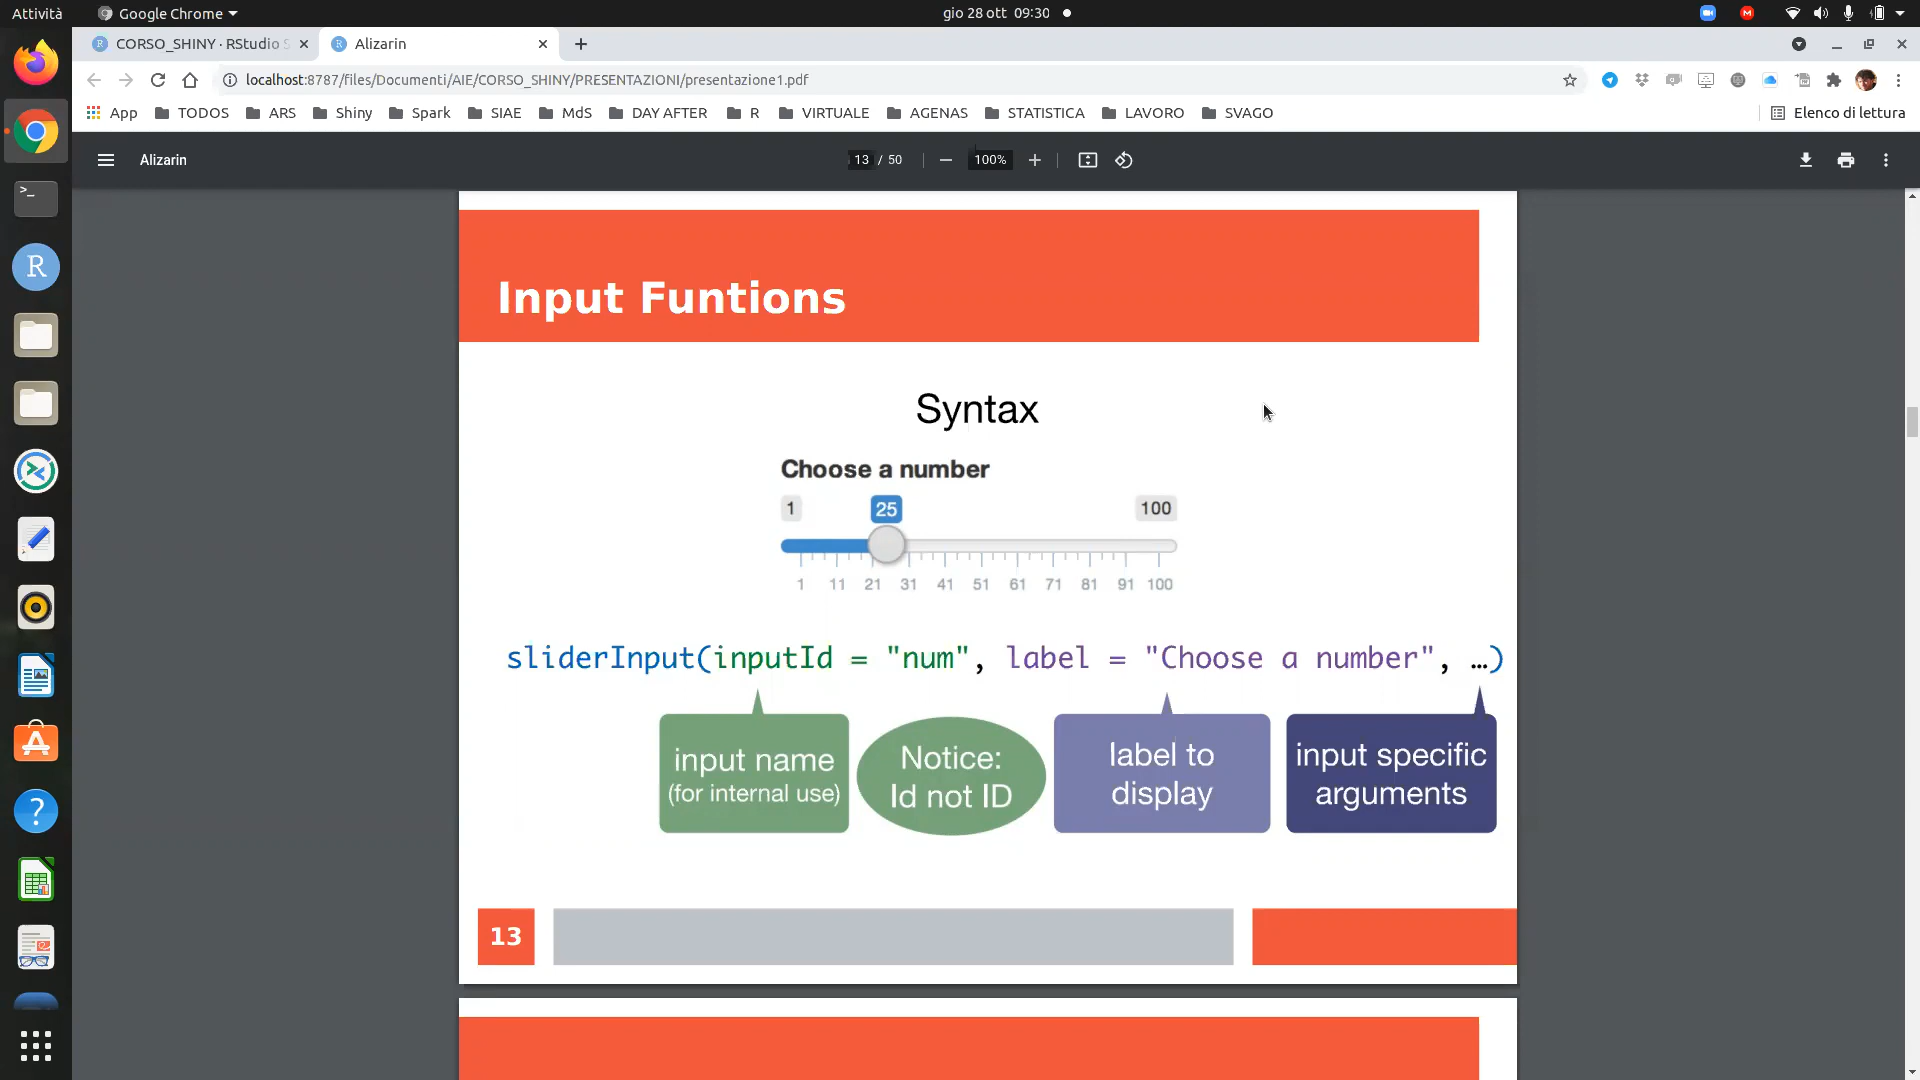 Attività
Google Chrome
gio 28 ott 09:30
CORSO_SHINY · RStudio S
Alizarin
localhost:8787/files/Documenti/AIE/CORSO_SHINY/PRESENTAZIONI/presentazione1.pdf
App TODOS ARS Shiny Spark SIAE MdS DAY AFTER R VIRTUALE AGENAS STATISTICA LAVORO SVAGO Elenco di lettura
Alizarin
13 / 50
100%
Input Funtions
Syntax
Choose a number
1 25 100
1 11 21 31 41 51 61 71 81 91 100
sliderInput(inputId = "num", label = "Choose a number", …)
input name
(for internal use)
Notice:
Id not ID
label to
display
input specific
arguments
13